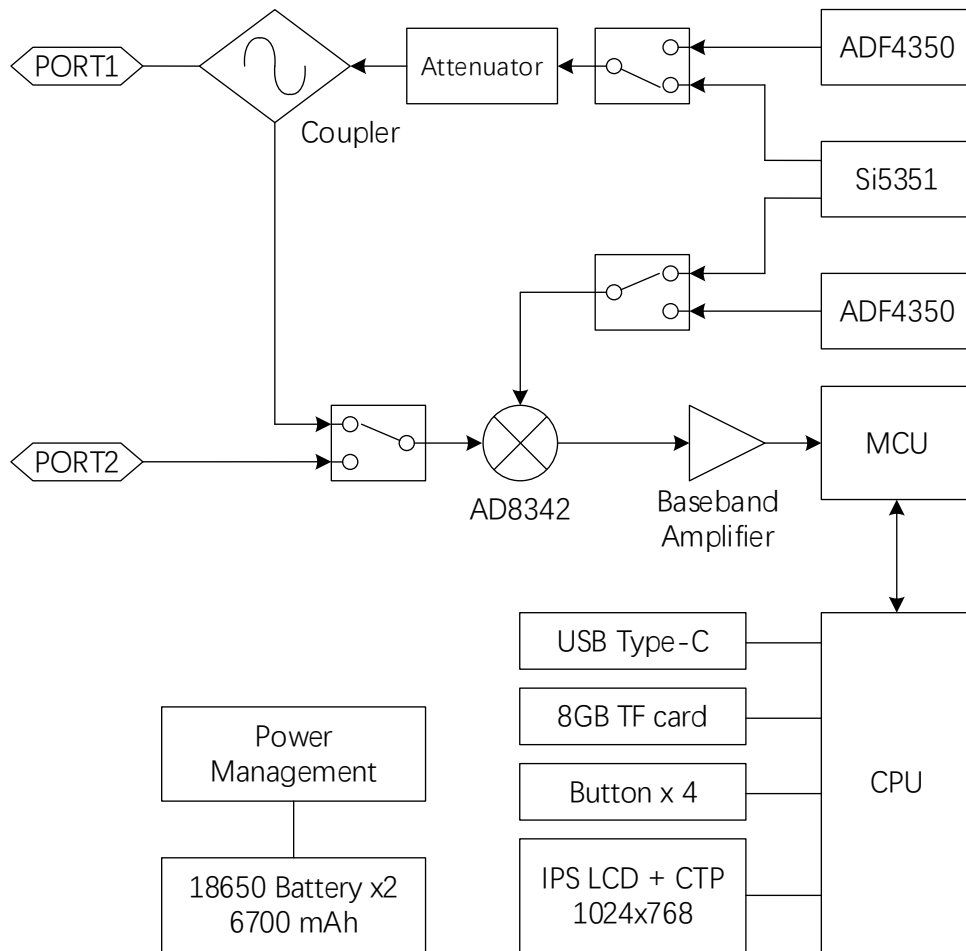 ADF4350
PORT1
Attenuator
Coupler
Si5351
ADF4350
PORT2
MCU
AD8342
Baseband
Amplifier
USB Type-C
8GB TF card
Power
Management
Button x 4
CPU
18650 Battery x2
6700 mAh
IPS LCD + CTP
1024x768